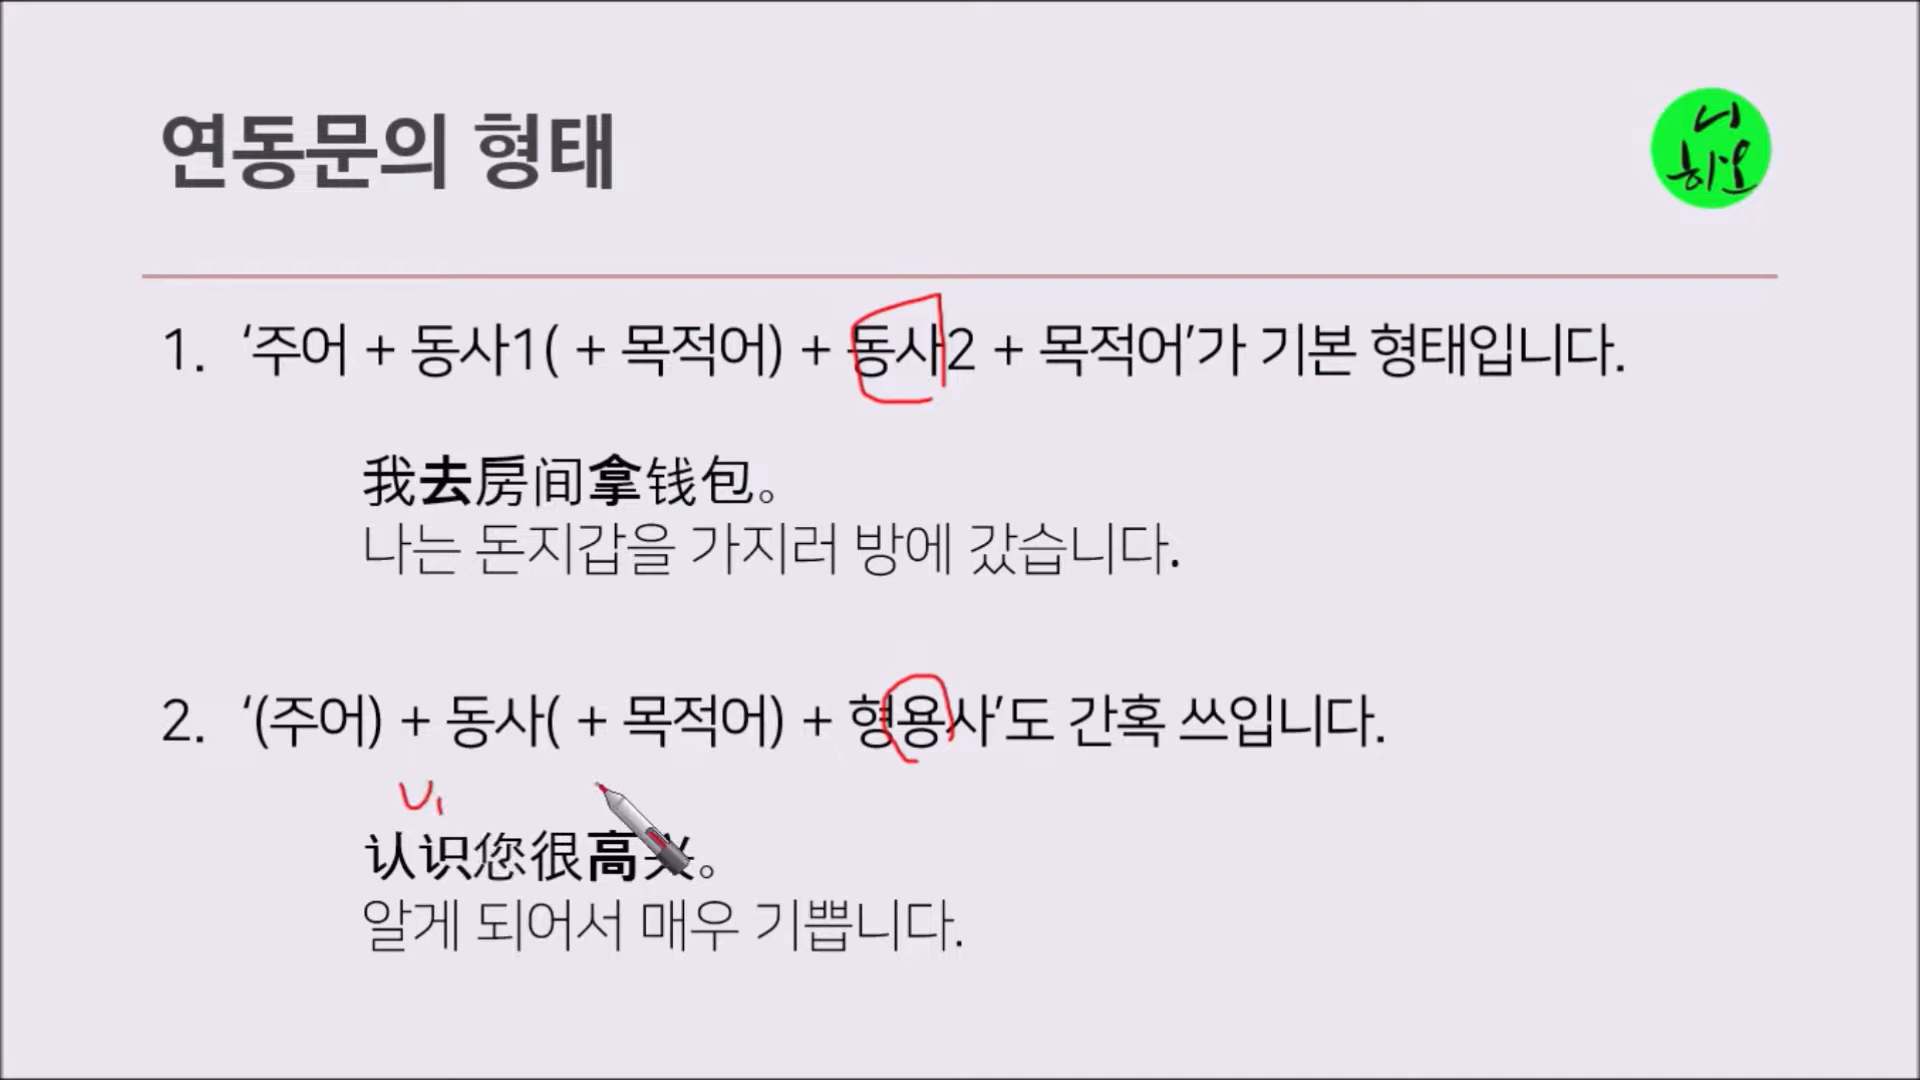 연동문의 형태
니
하오
1. ‘주어 + 동사1( + 목적어) + 동사2 + 목적어’가 기본 형태입니다.
我去房间拿钱包。
나는 돈지갑을 가지러 방에 갔습니다.
2. ‘(주어) + 동사( + 목적어) + 형용사’도 간혹 쓰입니다.
认识您很高兴。
알게 되어서 매우 기쁩니다.